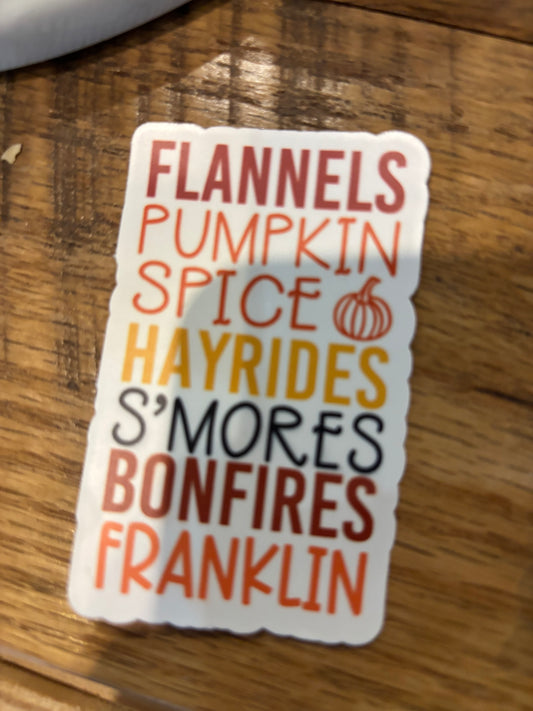 FLANNELS
PUMPKIN
SPICE
HAYRIDES
S'MORES
BONFIRES
FRANKLIN